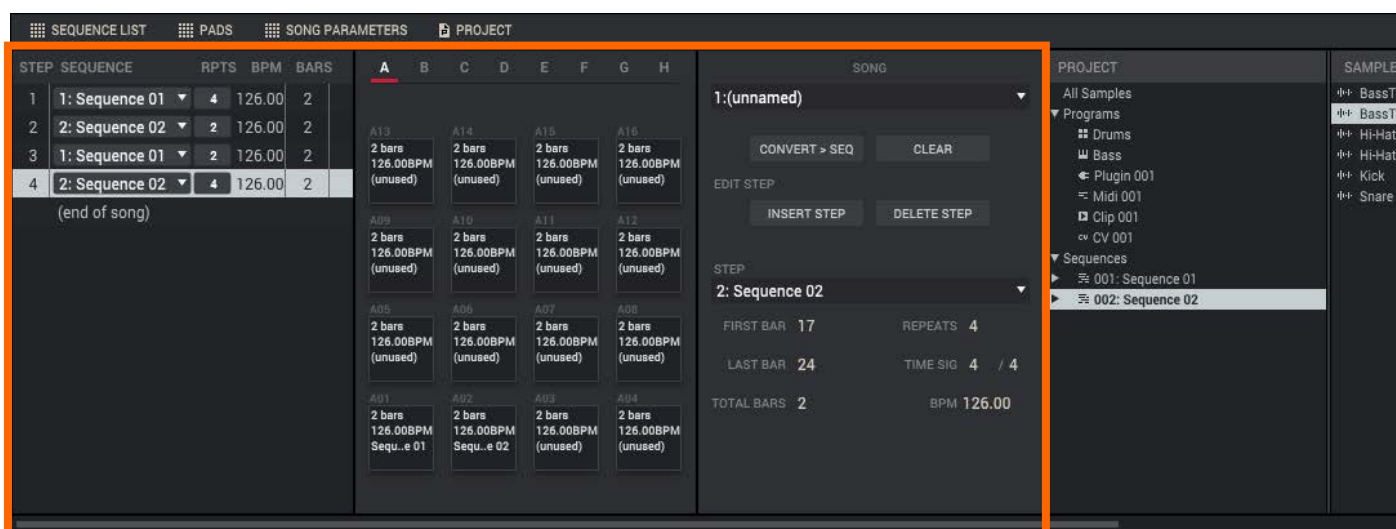 SEQUENCE LIST PADS SONG PARAMETERS PROJECT
STEP SEQUENCE RPTS BPM BARS
1 1: Sequence 01 4 126.00 2
2 2: Sequence 02 2 126.00 2
3 1: Sequence 01 2 126.00 2
4 2: Sequence 02 4 126.00 2
(end of song)
A B C D E F G H
A13 A14 A15 A16
2 bars 2 bars 2 bars 2 bars
126.00BPM 126.00BPM 126.00BPM 126.00BPM
(unused) (unused) (unused) (unused)
A09 A10 A11 A12
2 bars 2 bars 2 bars 2 bars
126.00BPM 126.00BPM 126.00BPM 126.00BPM
(unused) (unused) (unused) (unused)
A05 A06 A07 A08
2 bars 2 bars 2 bars 2 bars
126.00BPM 126.00BPM 126.00BPM 126.00BPM
(unused) (unused) (unused) (unused)
A01 A02 A03 A04
2 bars 2 bars 2 bars 2 bars
126.00BPM 126.00BPM 126.00BPM 126.00BPM
Sequ..e 01 Sequ..e 02 (unused) (unused)
SONG
1:(unnamed)
CONVERT > SEQ CLEAR
EDIT STEP
INSERT STEP DELETE STEP
STEP
2: Sequence 02
FIRST BAR 17 REPEATS 4
LAST BAR 24 TIME SIG 4 / 4
TOTAL BARS 2 BPM 126.00
PROJECT
All Samples
Programs
Drums
Bass
Plugin 001
Midi 001
Clip 001
CV CV 001
Sequences
001: Sequence 01
002: Sequence 02
SAMPLE
BassT
BassT
Hi-Hat
Hi-Hat
Kick
Snare